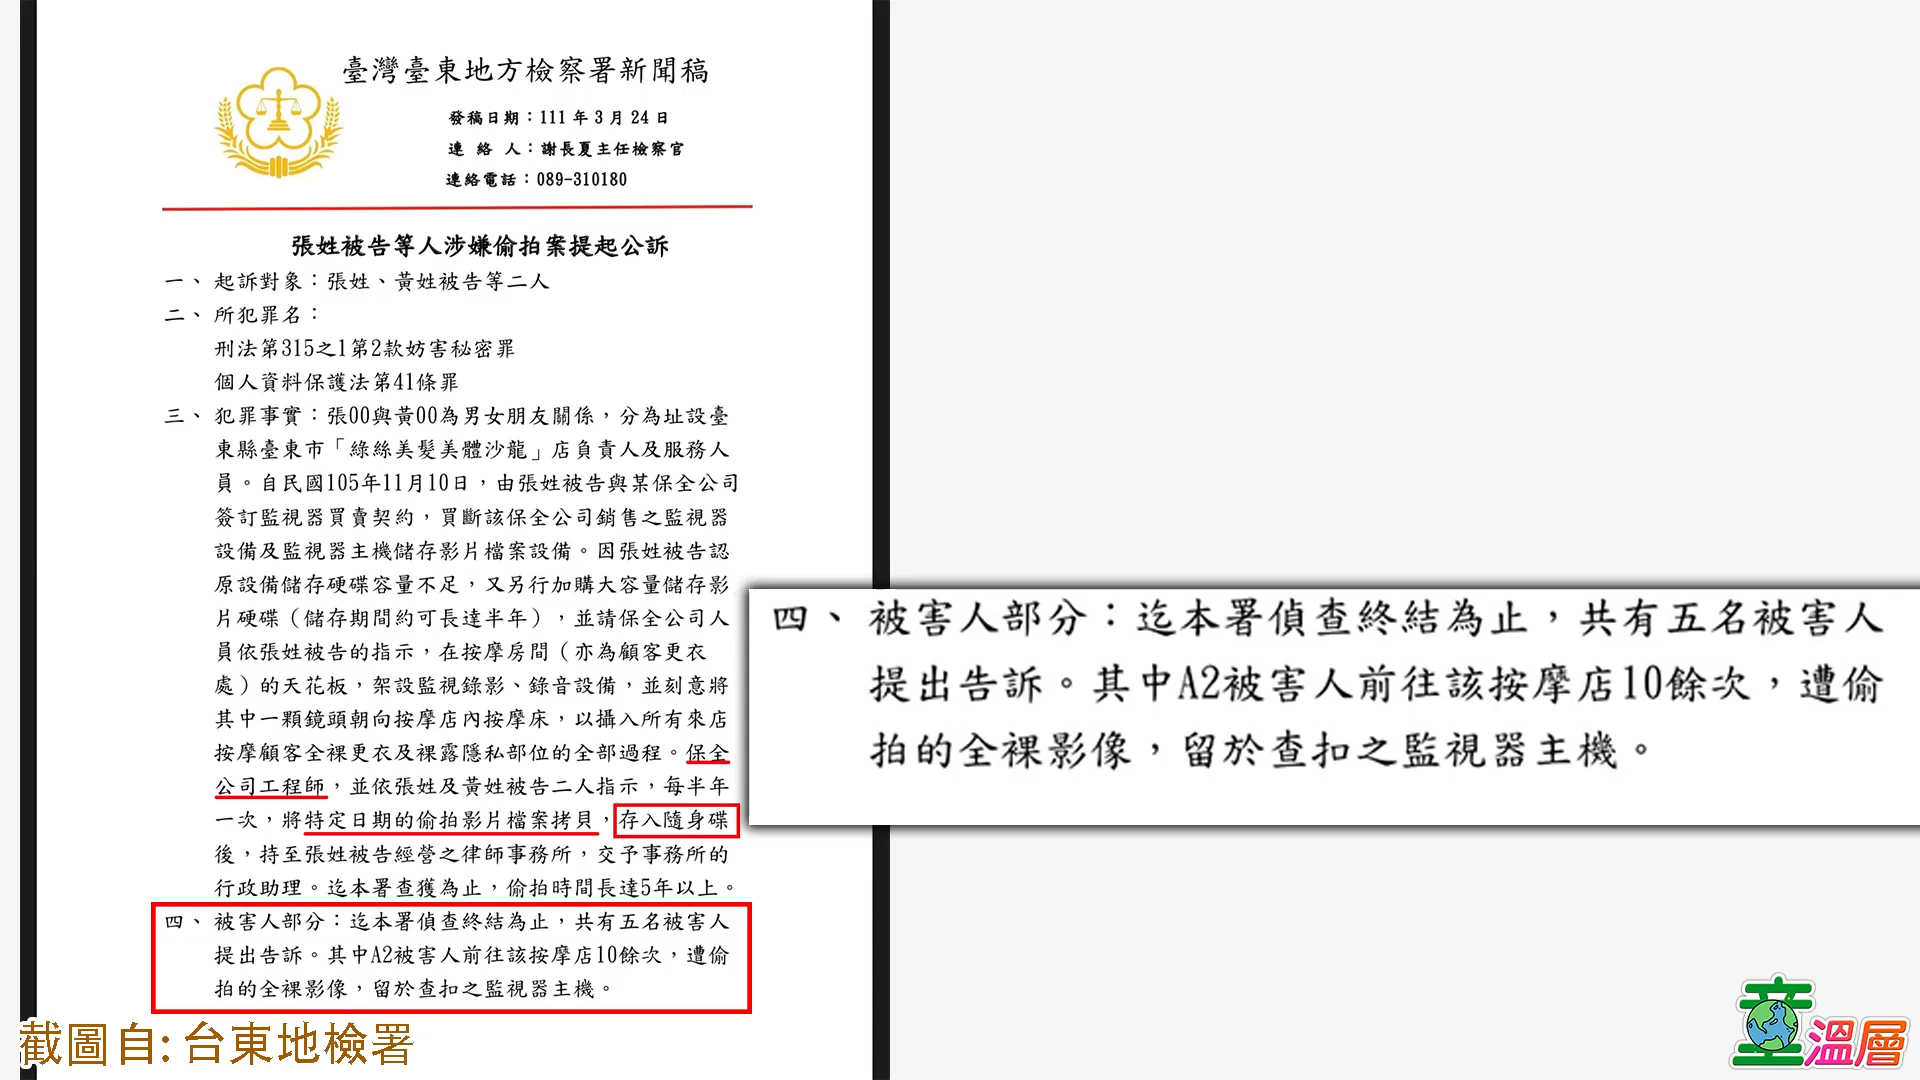 臺灣臺東地方檢察署新聞稿
發稿日期：111 年 3 月 24 日
連 絡 人：謝長夏主任檢察官
連絡電話：089-310180
張姓被告等人涉嫌偷拍案提起公訴
一、 起訴對象：張姓、黃姓被告等二人
二、 所犯罪名：
刑法第315之1第2款妨害秘密罪
個人資料保護法第41條罪
三、 犯罪事實：張00與黃00為男女朋友關係，分為址設臺
東縣臺東市「綠絲美髮美體沙龍」店負責人及服務人
員。自民國105年11月10日，由張姓被告與某保全公司
簽訂監視器買賣契約，買斷該保全公司銷售之監視器
設備及監視器主機儲存影片檔案設備。因張姓被告認
原設備儲存硬碟容量不足，又另行加購大容量儲存影
片硬碟（儲存期間約可長達半年），並請保全公司人
員依張姓被告的指示，在按摩房間（亦為顧客更衣
處）的天花板，架設監視錄影、錄音設備，並刻意將
其中一顆鏡頭朝向按摩店內按摩床，以攝入所有來店
按摩顧客全裸更衣及裸露隱私部位的全部過程。保全
公司工程師，並依張姓及黃姓被告二人指示，每半年
一次，將特定日期的偷拍影片檔案拷貝，存入隨身碟
後，持至張姓被告經營之律師事務所，交予事務所的
行政助理。迄本署查獲為止，偷拍時間長達5年以上。
四、 被害人部分：迄本署偵查終結為止，共有五名被害人
提出告訴。其中A2被害人前往該按摩店10餘次，遭偷
拍的全裸影像，留於查扣之監視器主機。
四、 被害人部分：迄本署偵查終結為止，共有五名被害人
提出告訴。其中A2被害人前往該按摩店10餘次，遭偷
拍的全裸影像，留於查扣之監視器主機。
截圖自: 台東地檢署
壹溫層